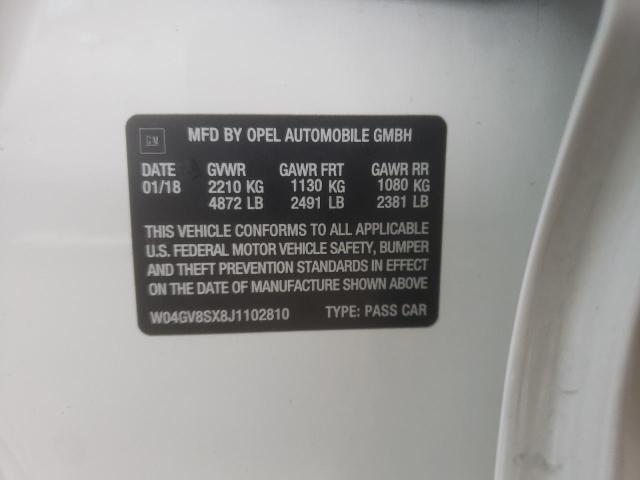 GM MFD BY OPEL AUTOMOBILE GMBH
DATE GVWR GAWR FRT GAWR RR
01/18 2210 KG 1130 KG 1080 KG
4872 LB 2491 LB 2381 LB
THIS VEHICLE CONFORMS TO ALL APPLICABLE
U.S. FEDERAL MOTOR VEHICLE SAFETY, BUMPER
AND THEFT PREVENTION STANDARDS IN EFFECT
ON THE DATE OF MANUFACTURE SHOWN ABOVE
W04GV8SX8J1102810 TYPE: PASS CAR